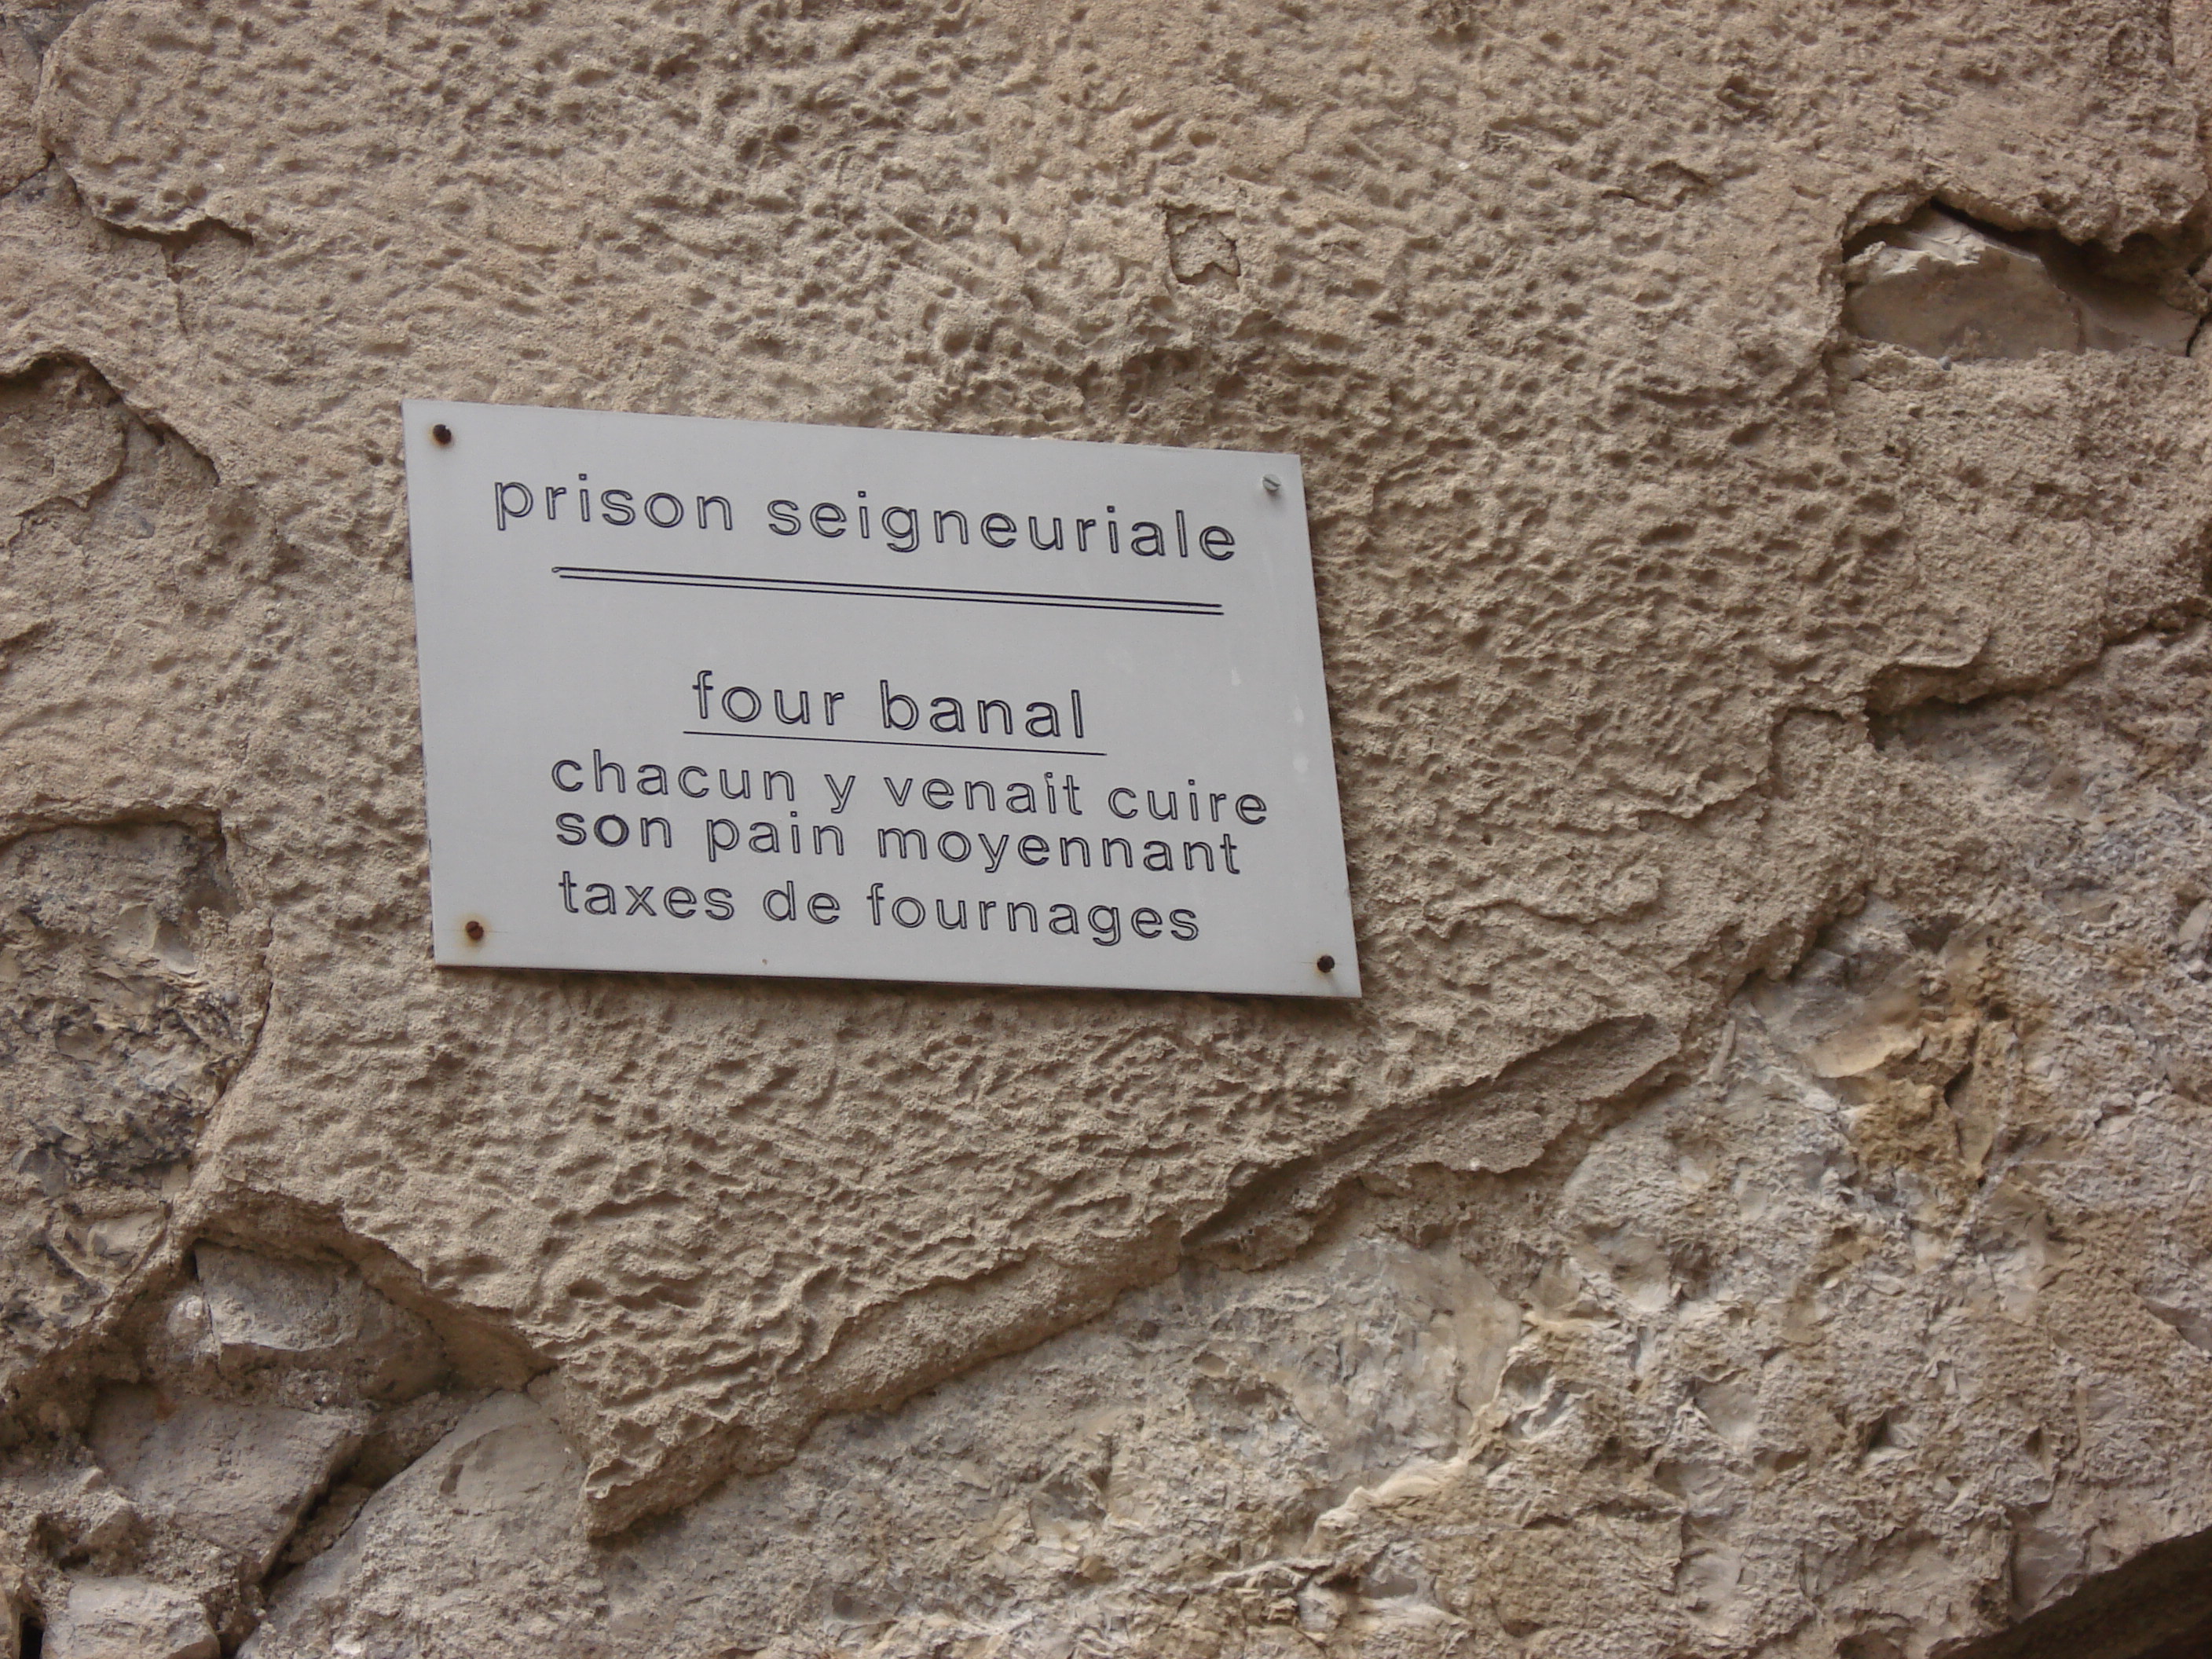 prison seigneuriale
four banal
chacun y venait cuire
son pain moyennant
taxes de fournages